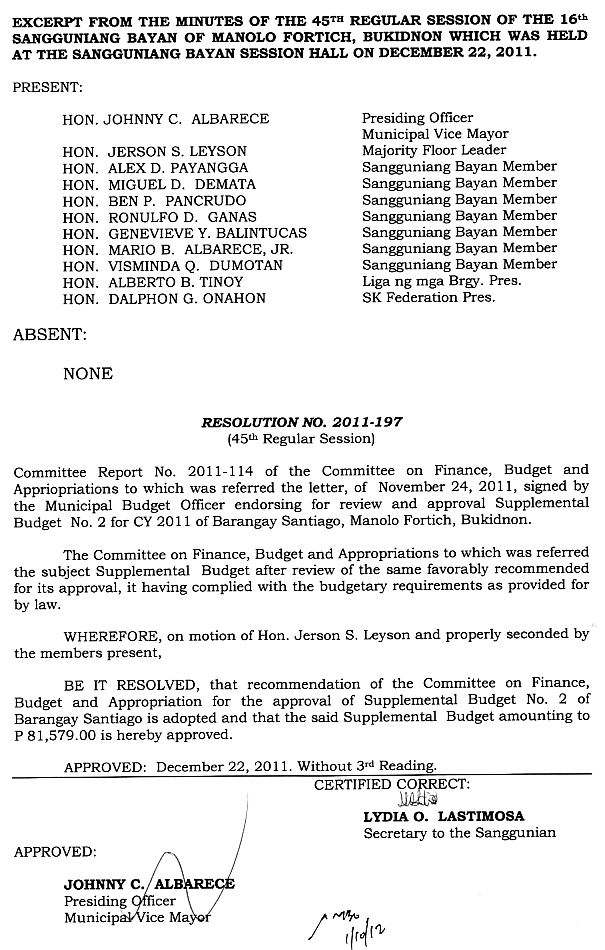 EXCERPT FROM THE MINUTES OF THE 45TH REGULAR SESSION OF THE 16th
SANGGUNIANG BAYAN OF MANOLO FORTICH, BUKIDNON WHICH WAS HELD
AT THE SANGGUNIANG BAYAN SESSION HALL ON DECEMBER 22, 2011.
PRESENT:
HON. JOHNNY C. ALBARECE Presiding Officer
Municipal Vice Mayor
HON. JERSON S. LEYSON Majority Floor Leader
HON. ALEX D. PAYANGGA Sangguniang Bayan Member
HON. MIGUEL D. DEMATA Sangguniang Bayan Member
HON. BEN P. PANCRUDO Sangguniang Bayan Member
HON. RONULFO D. GANAS Sangguniang Bayan Member
HON. GENEVIEVE Y. BALINTUCAS Sangguniang Bayan Member
HON. MARIO B. ALBARECE, JR. Sangguniang Bayan Member
HON. VISMINDA Q. DUMOTAN Sangguniang Bayan Member
HON. ALBERTO B. TINOY Liga ng mga Brgy. Pres.
HON. DALPHON G. ONAHON SK Federation Pres.
ABSENT:
NONE
RESOLUTION NO. 2011-197
(45th Regular Session)
Committee Report No. 2011-114 of the Committee on Finance, Budget and
Appriopriations to which was referred the letter, of November 24, 2011, signed by
the Municipal Budget Officer endorsing for review and approval Supplemental
Budget No. 2 for CY 2011 of Barangay Santiago, Manolo Fortich, Bukidnon.
The Committee on Finance, Budget and Appropriations to which was referred
the subject Supplemental Budget after review of the same favorably recommended
for its approval, it having complied with the budgetary requirements as provided for
by law.
WHEREFORE, on motion of Hon. Jerson S. Leyson and properly seconded by
the members present,
BE IT RESOLVED, that recommendation of the Committee on Finance,
Budget and Appropriation for the approval of Supplemental Budget No. 2 of
Barangay Santiago is adopted and that the said Supplemental Budget amounting to
P 81,579.00 is hereby approved.
APPROVED: December 22, 2011. Without 3rd Reading.
CERTIFIED CORRECT:
LYDIA O. LASTIMOSA
Secretary to the Sanggunian
APPROVED:
JOHNNY C. ALBARECE
Presiding Officer
Municipal Vice Mayor
1/10/12